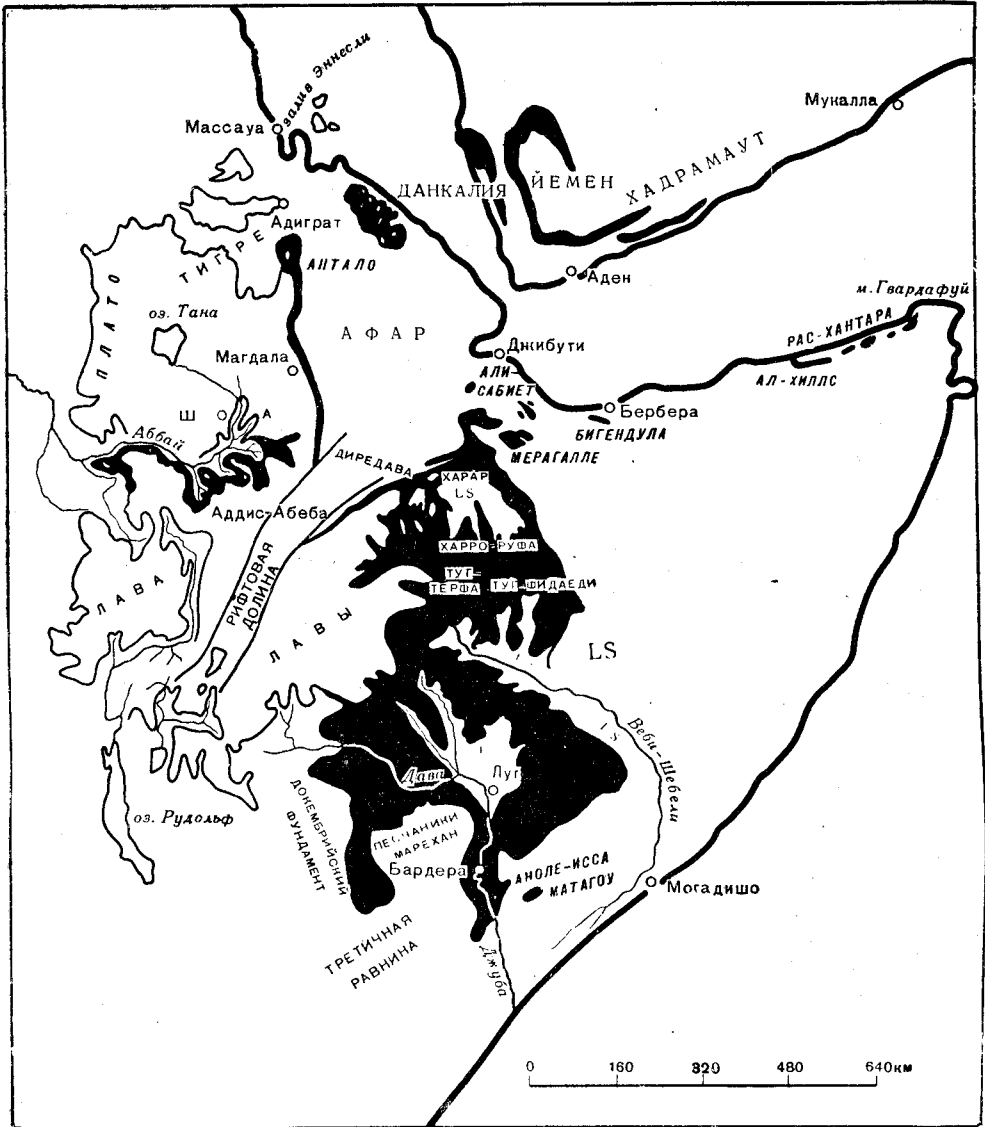 залив Эннесли
Мукалла
Массауа
ДАНКАЛИЯ
ЙЕМЕН
ХАДРАМАУТ
Адиграт
ТИГРЕ
АНТАЛО
Аден
м. Гвардафуй
ПЛАТО
оз. Тана
АФАР
РАС-ХАНТАРА
Джибути
Магдала
АЛИ-
САБИЕТ
АЛ-ХИЛЛС
Ш А
Бербера
Аббай
БИГЕНДУЛА
МЕРАГАЛЛЕ
ДИРЕДАВА
ХАРАР
LS
Аддис-Абеба
ХАРРО-РУФА
ТУГ-
ТЕРФА
ТУГ-ФИДАЕДИ
РИФТОВАЯ
ДОЛИНА
ЛАВА
ЛАВЫ
LS
LS
Веби-Шебели
Дава
Луг
оз. Рудольф
ДОКЕМБРИЙСКИЙ
ФУНДАМЕНТ
ПЕСЧАНИКИ
МАРЕХАН
Бардера
АНОЛЕ-ИССА
МАТАГОУ
Могадишо
ТРЕТИЧНАЯ
РАВНИНА
Джуба
0 160 320 480 640км